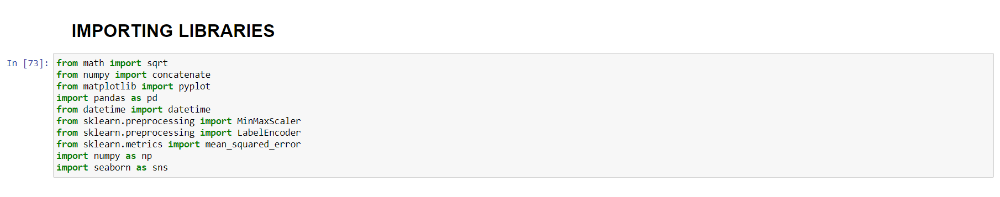 IMPORTING LIBRARIES
In [73]:
from math import sqrt
from numpy import concatenate
from matplotlib import pyplot
import pandas as pd
from datetime import datetime
from sklearn.preprocessing import MinMaxScaler
from sklearn.preprocessing import LabelEncoder
from sklearn.metrics import mean_squared_error
import numpy as np
import seaborn as sns